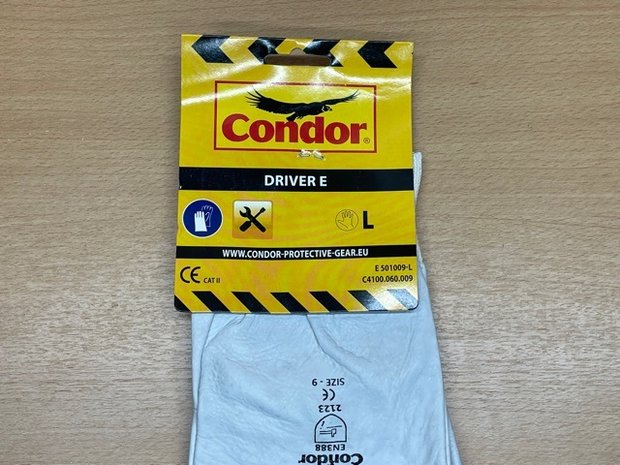 Condor®
DRIVER E
L
WWW.CONDOR-PROTECTIVE-GEAR.EU
CE CAT II
E 501009-L
C4100.060.009
Condor
EN388
2123
CE
SIZE - 9